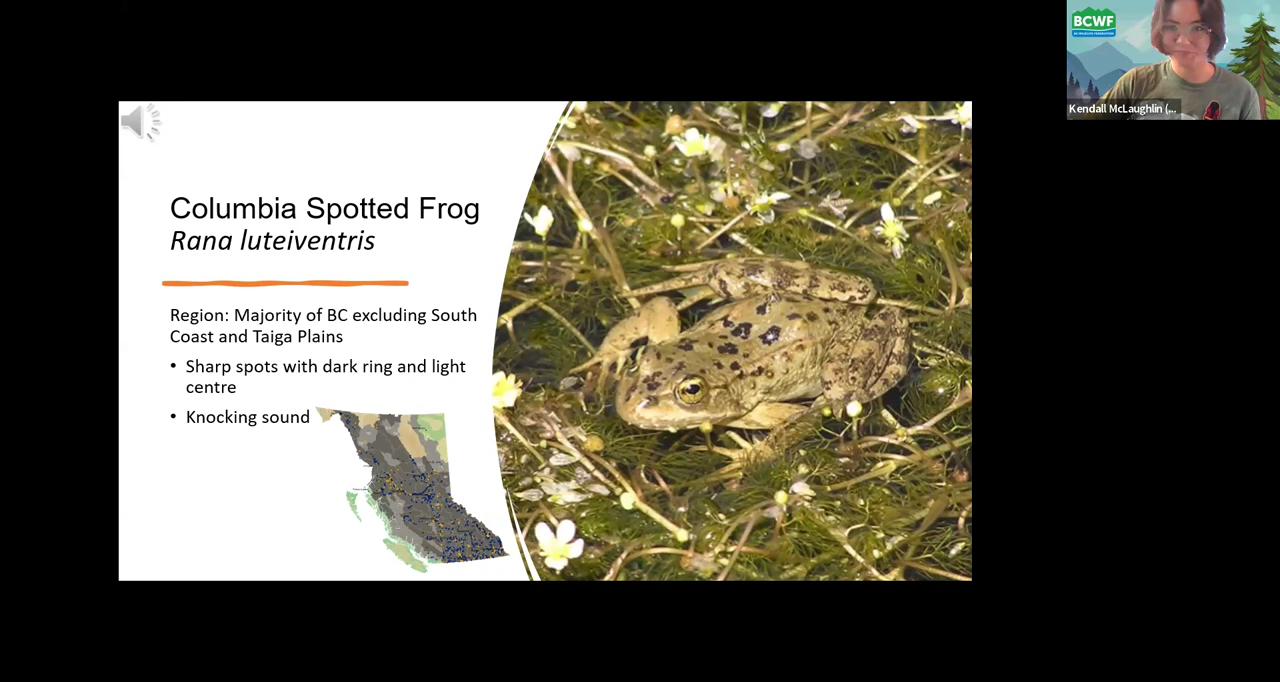 BCWF
Kendall McLaughlin (...
Columbia Spotted Frog
Rana luteiventris
Region: Majority of BC excluding South
Coast and Taiga Plains
• Sharp spots with dark ring and light
centre
• Knocking sound